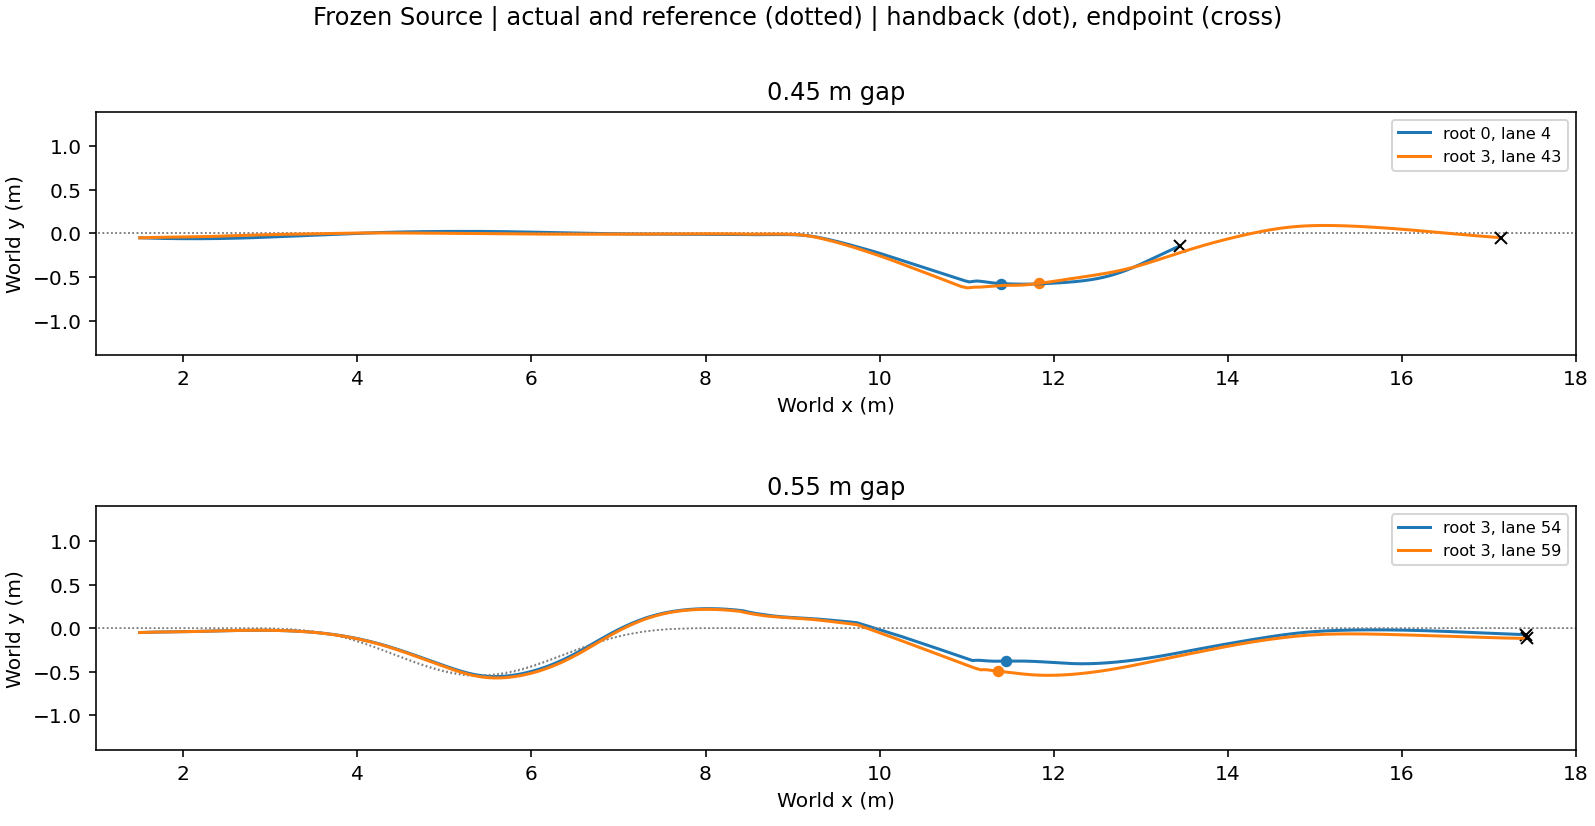 Frozen Source | actual and reference (dotted) | handback (dot), endpoint (cross)
0.45 m gap
World y (m)
1.0
0.5
0.0
−0.5
−1.0
root 0, lane 4
root 3, lane 43
2 4 6 8 10 12 14 16 18
World x (m)
0.55 m gap
World y (m)
1.0
0.5
0.0
−0.5
−1.0
root 3, lane 54
root 3, lane 59
2 4 6 8 10 12 14 16 18
World x (m)